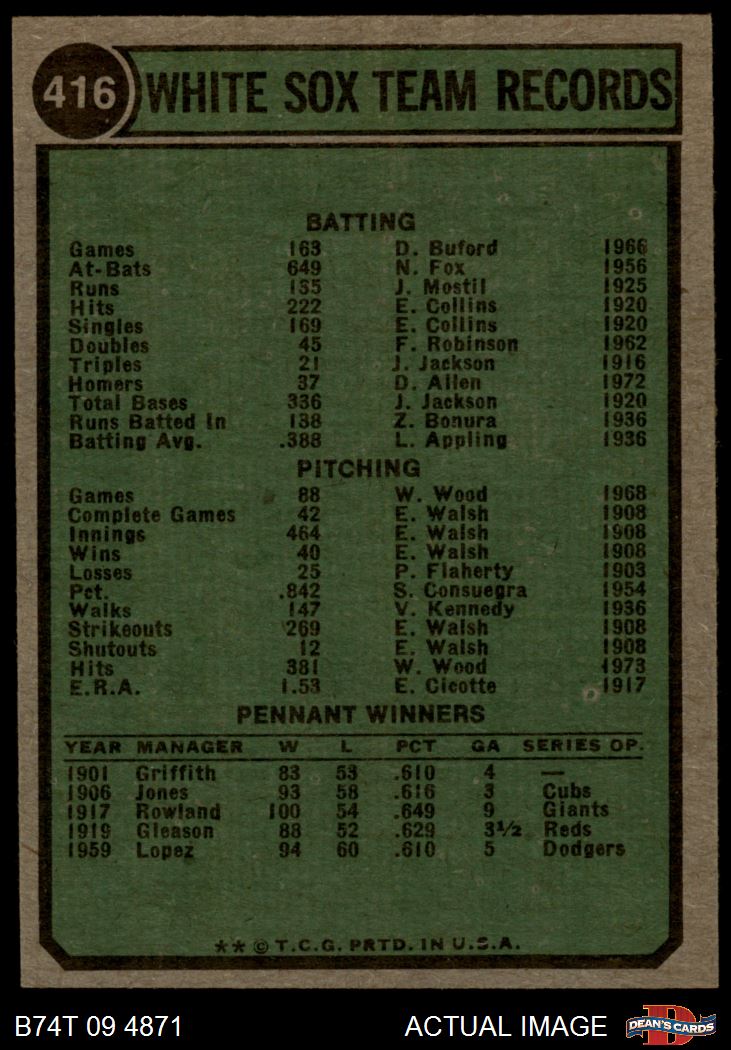 416 WHITE SOX TEAM RECORDS
BATTING
Games 163 D. Buford 1966
At-Bats 649 N. Fox 1956
Runs 135 J. Mostil 1925
Hits 222 E. Collins 1920
Singles 169 E. Collins 1920
Doubles 45 F. Robinson 1962
Triples 21 J. Jackson 1916
Homers 37 D. Allen 1972
Total Bases 336 J. Jackson 1920
Runs Batted In 138 Z. Bonura 1936
Batting Avg. .388 L. Appling 1936
PITCHING
Games 88 W. Wood 1968
Complete Games 42 E. Walsh 1908
Innings 464 E. Walsh 1908
Wins 40 E. Walsh 1908
Losses 25 P. Flaherty 1903
Pct. .842 S. Consuegra 1954
Walks 147 V. Kennedy 1936
Strikeouts 269 E. Walsh 1908
Shutouts 12 E. Walsh 1908
Hits 381 W. Wood 1973
E.R.A. 1.53 E. Cicotte 1917
PENNANT WINNERS
YEAR MANAGER W L PCT GA SERIES OP.
1901 Griffith 83 53 .610 4 —
1906 Jones 93 58 .616 3 Cubs
1917 Rowland 100 54 .649 9 Giants
1919 Gleason 88 52 .629 3½ Reds
1959 Lopez 94 60 .610 5 Dodgers
** © T.C.G. PRTD. IN U.S.A.
B74T 09 4871 ACTUAL IMAGE D DEAN'S CARDS